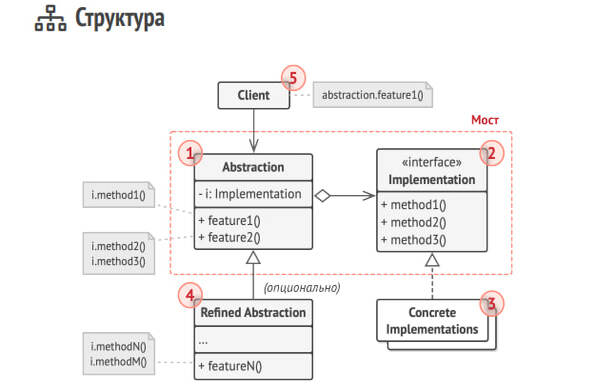 Структура
5
Client
abstraction.feature1()
Мост
1
Abstraction
- i: Implementation
+ feature1()
+ feature2()
2
«interface»
Implementation
+ method1()
+ method2()
+ method3()
i.method1()
i.method2()
i.method3()
(опционально)
4
Refined Abstraction
...
+ featureN()
3
Concrete
Implementations
i.methodN()
i.methodM()